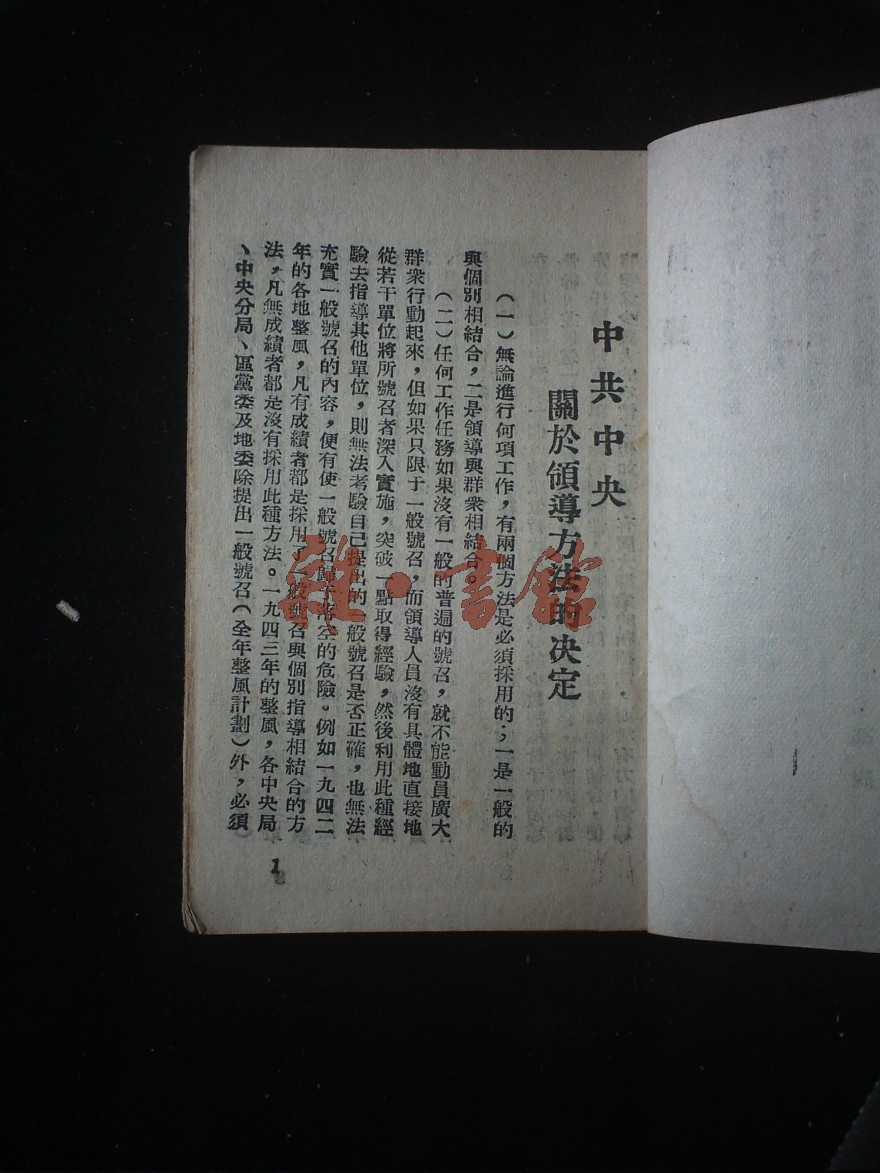 中共中央
關於領導方法的决定
（一）無論進行何項工作，有兩個方法是必須採用的；一是一般的
與個別相結合，二是領導與群衆相結合。
（二）任何工作任務如果沒有一般的普遍的號召，就不能動員廣大
群衆行動起來，但如果只限于一般號召，而領導人員沒有具體地直接地
從若干單位將所號召者深入實施，突破一點取得經驗，然後利用此種經
驗去指導其他單位，則無法考驗自己提出的一般號召是否正確，也無法
充實一般號召的內容，便有使一般號召歸于落空的危險。例如一九四二
年的各地整風，凡有成績者都是採用了一般號召與個別指導相結合的方
法，凡無成績者都是沒有採用此種方法。一九四三年的整風，各中央局
、中央分局、區黨委及地委除提出一般號召（全年整風計劃）外，必須
1
雜·書館